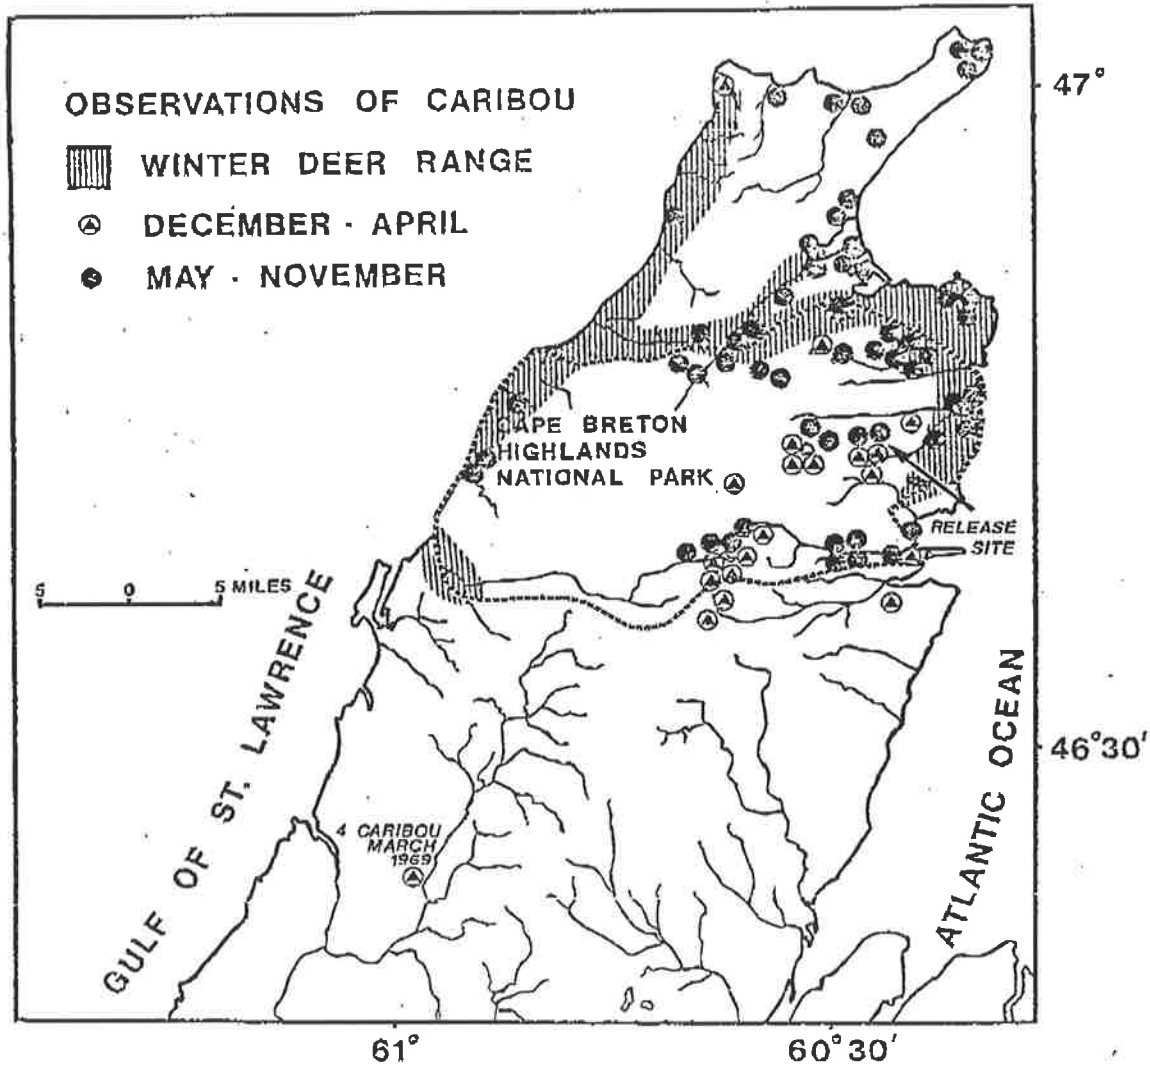 OBSERVATIONS OF CARIBOU
WINTER DEER RANGE
DECEMBER - APRIL
MAY - NOVEMBER
47°
CAPE BRETON
HIGHLANDS
NATIONAL PARK
RELEASE
SITE
5 0 5 MILES
GULF OF ST. LAWRENCE
ATLANTIC OCEAN
46°30'
4 CARIBOU
MARCH
1969
61°
60°30'